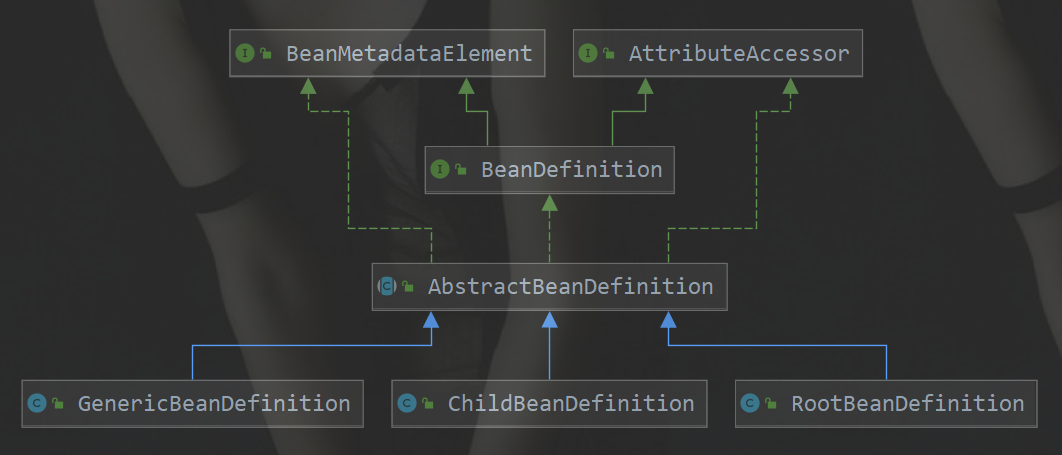 BeanMetadataElement
AttributeAccessor
BeanDefinition
AbstractBeanDefinition
GenericBeanDefinition
ChildBeanDefinition
RootBeanDefinition